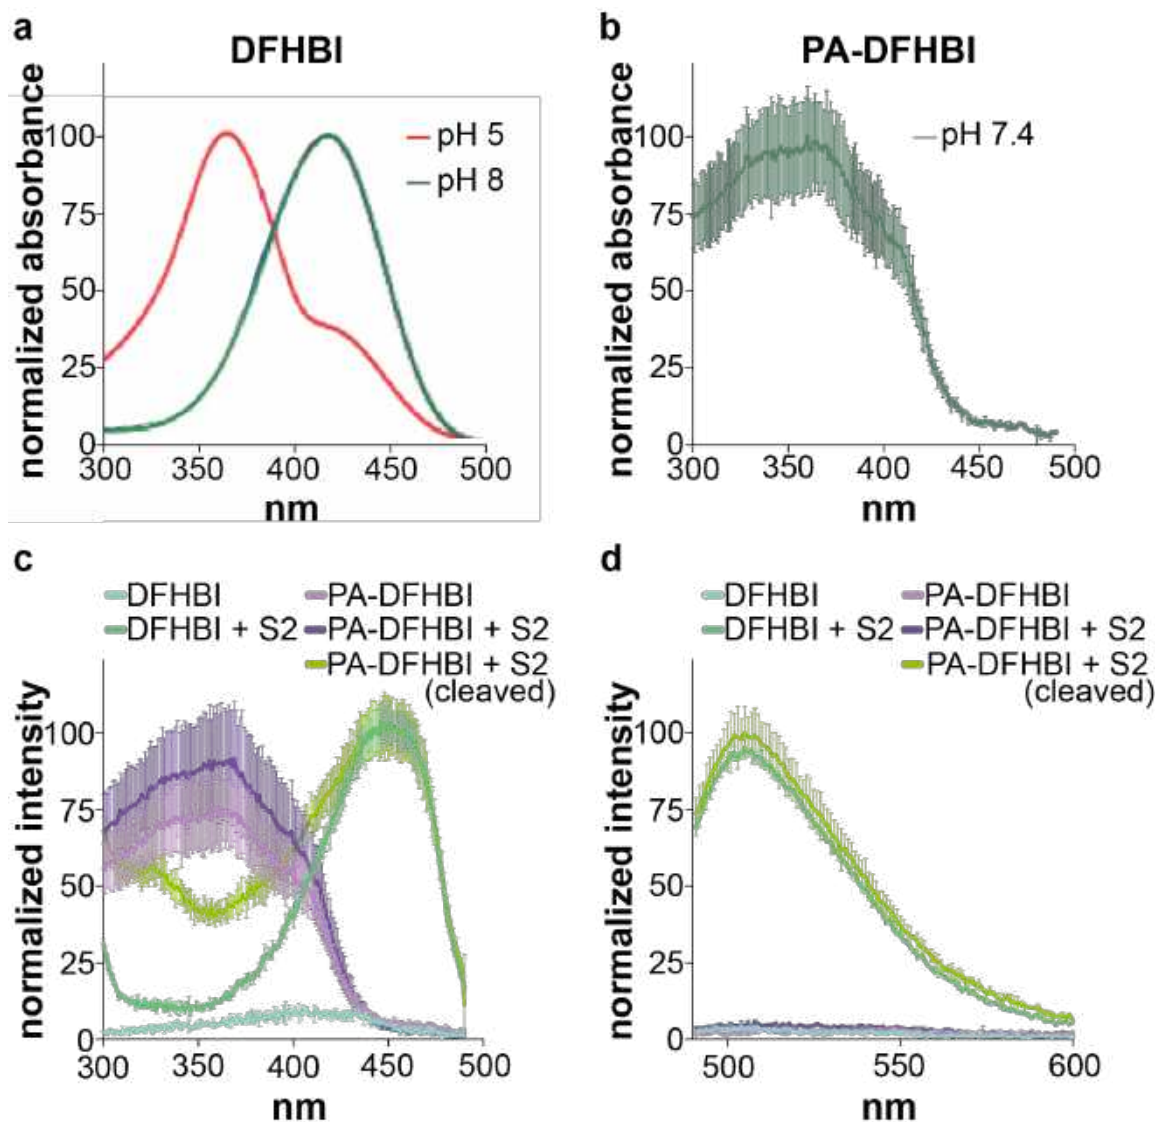 a
DFHBI
normalized absorbance
100
75
50
25
0
pH 5
pH 8
300 350 400 450 500
nm
b
PA-DFHBI
normalized absorbance
100
75
50
25
0
pH 7.4
300 350 400 450 500
nm
c
DFHBI PA-DFHBI
DFHBI + S2 PA-DFHBI + S2
PA-DFHBI + S2
(cleaved)
normalized intensity
100
75
50
25
0
300 350 400 450 500
nm
d
DFHBI PA-DFHBI
DFHBI + S2 PA-DFHBI + S2
PA-DFHBI + S2
(cleaved)
normalized intensity
100
75
50
25
0
500 550 600
nm